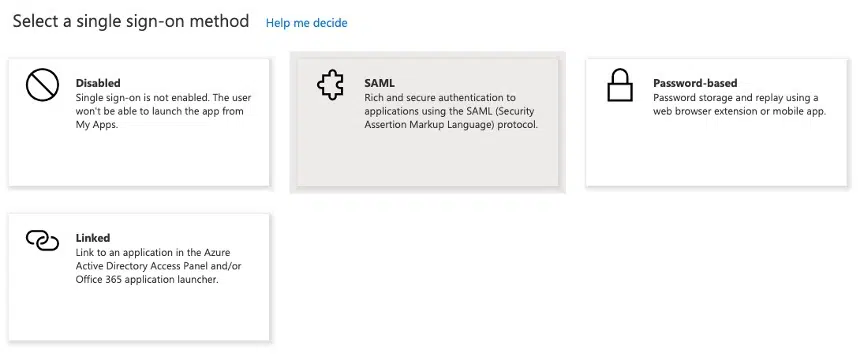 Select a single sign-on method Help me decide
Disabled
Single sign-on is not enabled. The user
won't be able to launch the app from
My Apps.
SAML
Rich and secure authentication to
applications using the SAML (Security
Assertion Markup Language) protocol.
Password-based
Password storage and replay using a
web browser extension or mobile app.
Linked
Link to an application in the Azure
Active Directory Access Panel and/or
Office 365 application launcher.